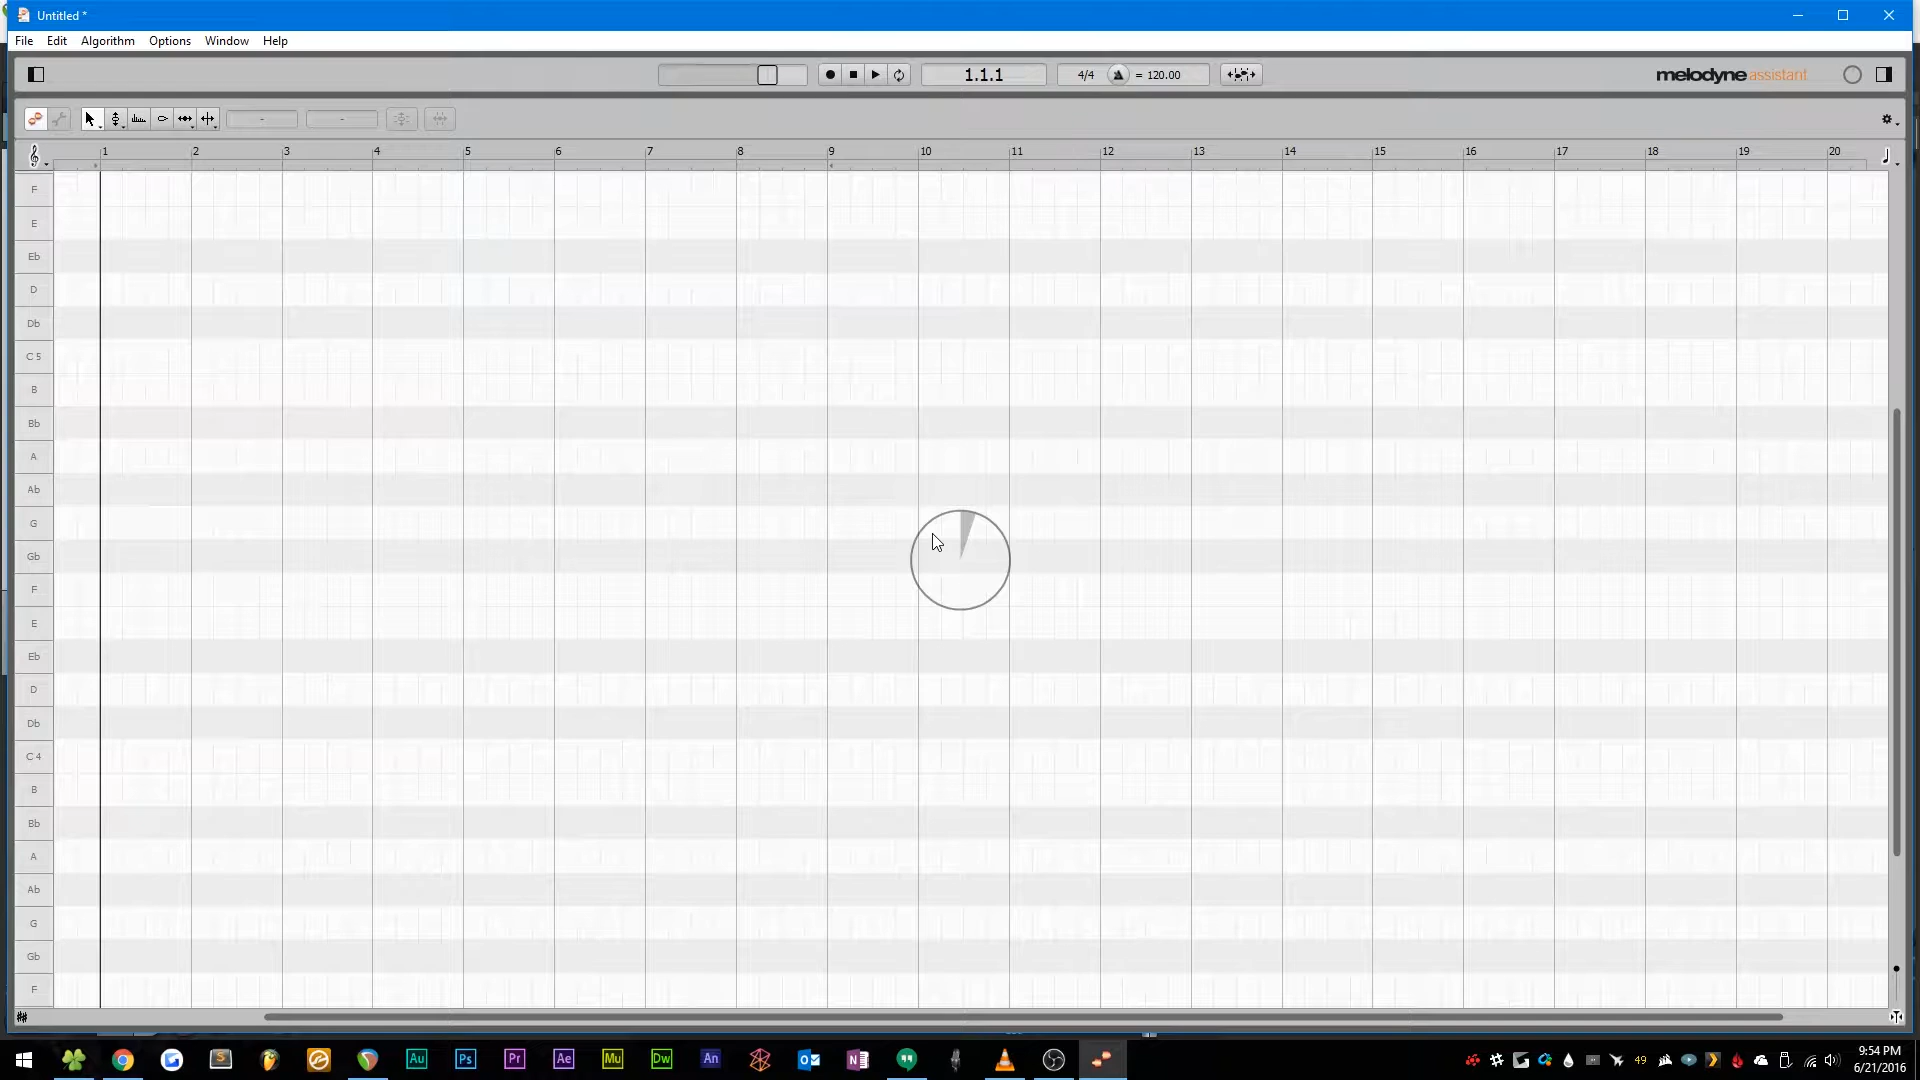 Untitled *
File Edit Algorithm Options Window Help
1.1.1
4/4 = 120.00
melodyne assistant
- -
1 2 3 4 5 6 7 8 9 10 11 12 13 14 15 16 17 18 19 20
F
E
Eb
D
Db
C 5
B
Bb
A
Ab
G
Gb
F
E
Eb
D
Db
C 4
B
Bb
A
Ab
G
Gb
F
Au Ps Pr Ae Mu Dw An
49
9:54 PM
6/21/2016